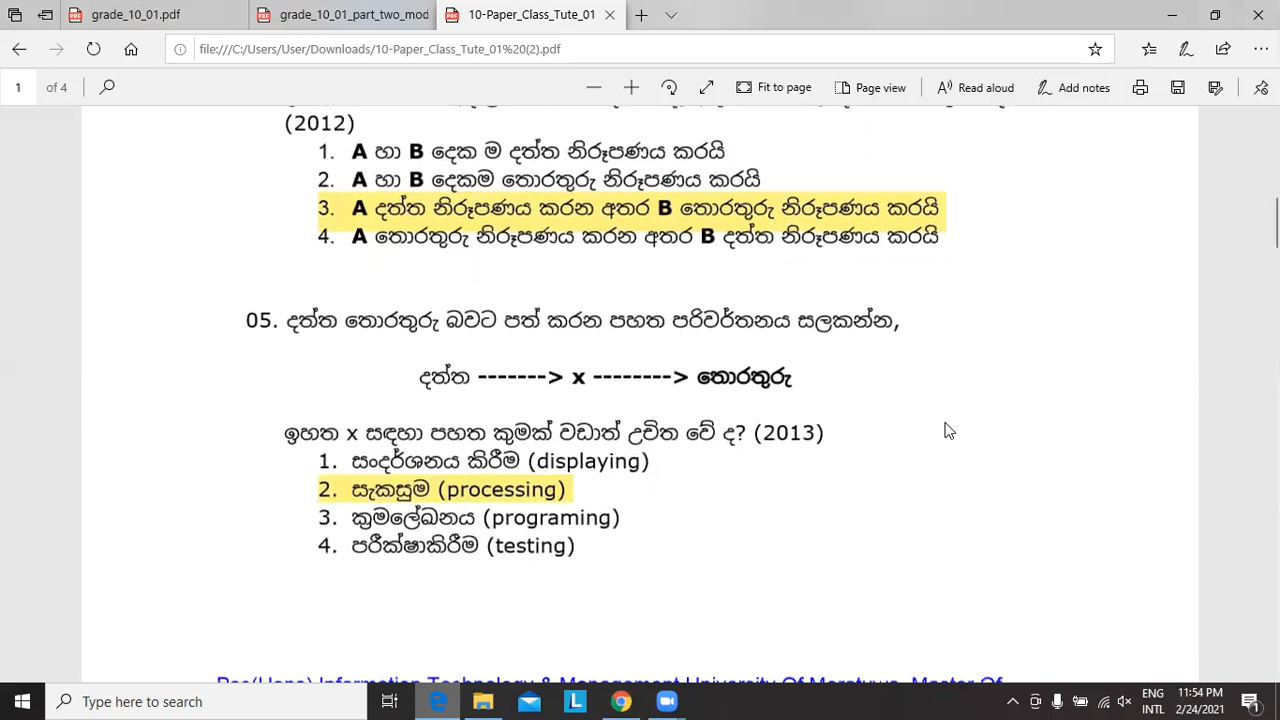 grade_10_01.pdf
grade_10_01_part_two_mod
10-Paper_Class_Tute_01
file:///C:/Users/User/Downloads/10-Paper_Class_Tute_01%20(2).pdf
1 of 4
Fit to page
Page view
Read aloud
Add notes
(2012)
1. A හා B දෙක ම දත්ත නිරූපණය කරයි
2. A හා B දෙකම තොරතුරු නිරූපණය කරයි
3. A දත්ත නිරූපණය කරන අතර B තොරතුරු නිරූපණය කරයි
4. A තොරතුරු නිරූපණය කරන අතර B දත්ත නිරූපණය කරයි
05. දත්ත තොරතුරු බවට පත් කරන පහත පරිවර්තනය සලකන්න,
දත්ත -------> x --------> තොරතුරු
ඉහත x සඳහා පහත කුමක් වඩාත් උචිත වේ ද? (2013)
1. සංදර්ශනය කිරීම (displaying)
2. සැකසුම (processing)
3. ක්‍රමලේඛනය (programing)
4. පරීක්ෂාකිරීම (testing)
Type here to search
ENG
INTL
11:54 PM
2/24/2021